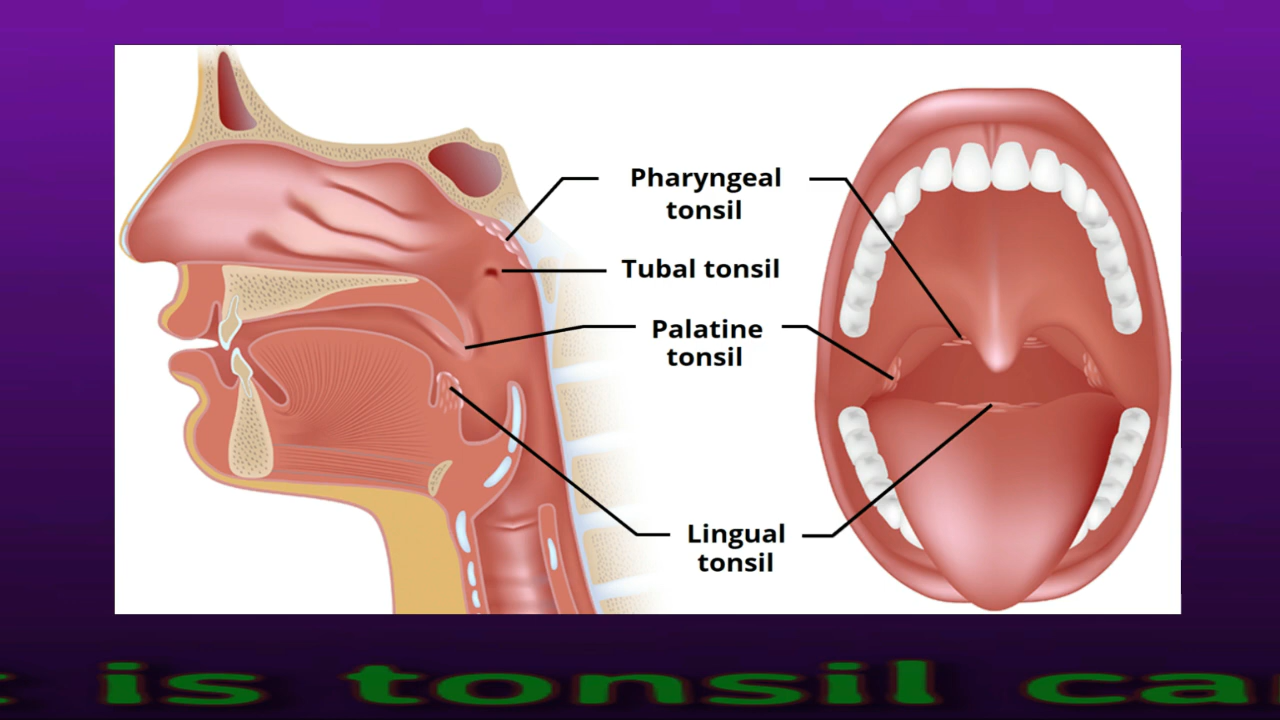 Pharyngeal
tonsil
Tubal tonsil
Palatine
tonsil
Lingual
tonsil
is tonsil